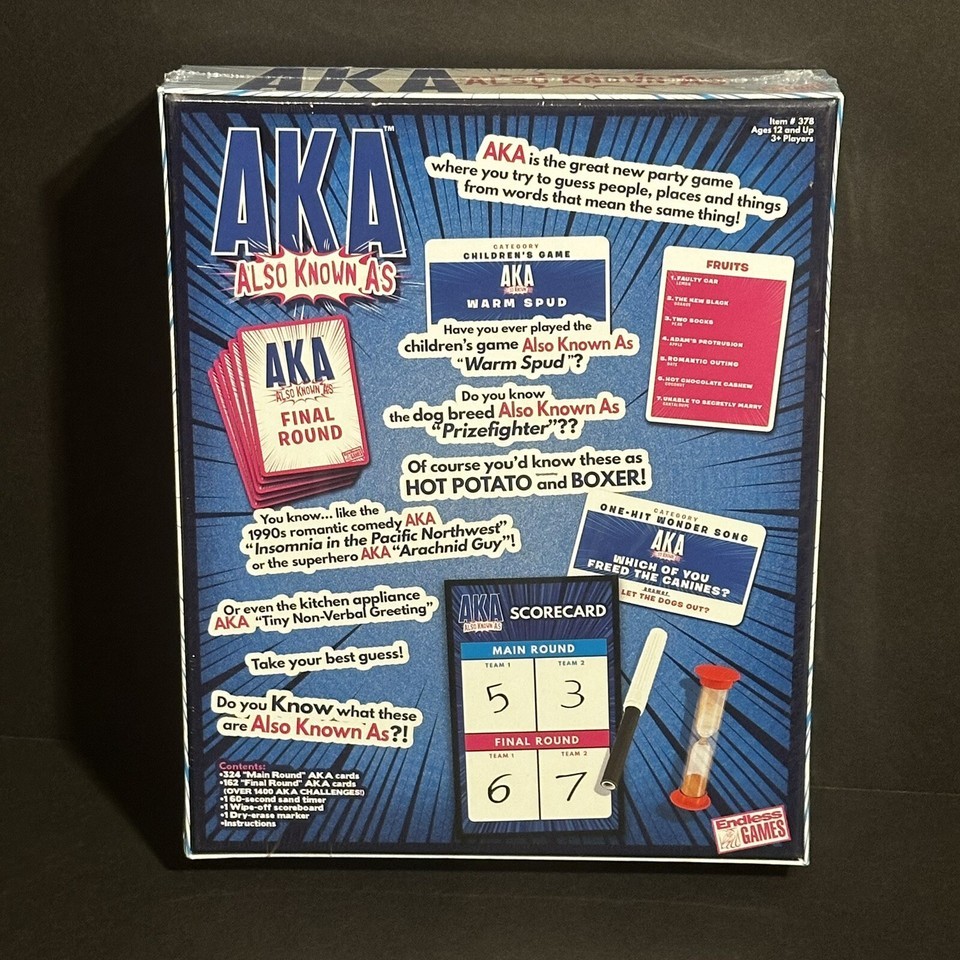 AKA ALSO KNOWN AS
Item # 378
Ages 12 and Up
3+ Players
AKA™
ALSO KNOWN AS
AKA is the great new party game
where you try to guess people, places and things
from words that mean the same thing!
CATEGORY
CHILDREN'S GAME
AKA
WARM SPUD
Have you ever played the
children's game Also Known As
"Warm Spud"?
FRUITS
1. FAULTY CAR
LEMON
2. THE NEW BLACK
ORANGE
3. TWO SOCKS
PEAR
4. ADAM'S PROTRUSION
APPLE
5. ROMANTIC OUTING
DATE
6. HOT CHOCOLATE CASHEW
COCONUT
7. UNABLE TO SECRETLY MARRY
CANTALOUPE
AKA
ALSO KNOWN AS
FINAL
ROUND
Do you know
the dog breed Also Known As
"Prizefighter"??
Of course you'd know these as
HOT POTATO and BOXER!
You know... like the
1990s romantic comedy AKA
"Insomnia in the Pacific Northwest"
or the superhero AKA "Arachnid Guy"!
CATEGORY
ONE-HIT WONDER SONG
AKA
WHICH OF YOU
FREED THE CANINES?
LET THE DOGS OUT?
Or even the kitchen appliance
AKA "Tiny Non-Verbal Greeting"
Take your best guess!
Do you Know what these
are Also Known As?!
AKA
ALSO KNOWN AS
SCORECARD
MAIN ROUND
TEAM 1 TEAM 2
5 3
FINAL ROUND
TEAM 1 TEAM 2
6 7
Contents:
•324 "Main Round" AKA cards
•162 "Final Round" AKA cards
(OVER 1400 AKA CHALLENGES!)
•1 60-second sand timer
•1 Wipe-off scoreboard
•1 Dry-erase marker
•Instructions
Endless
GAMES